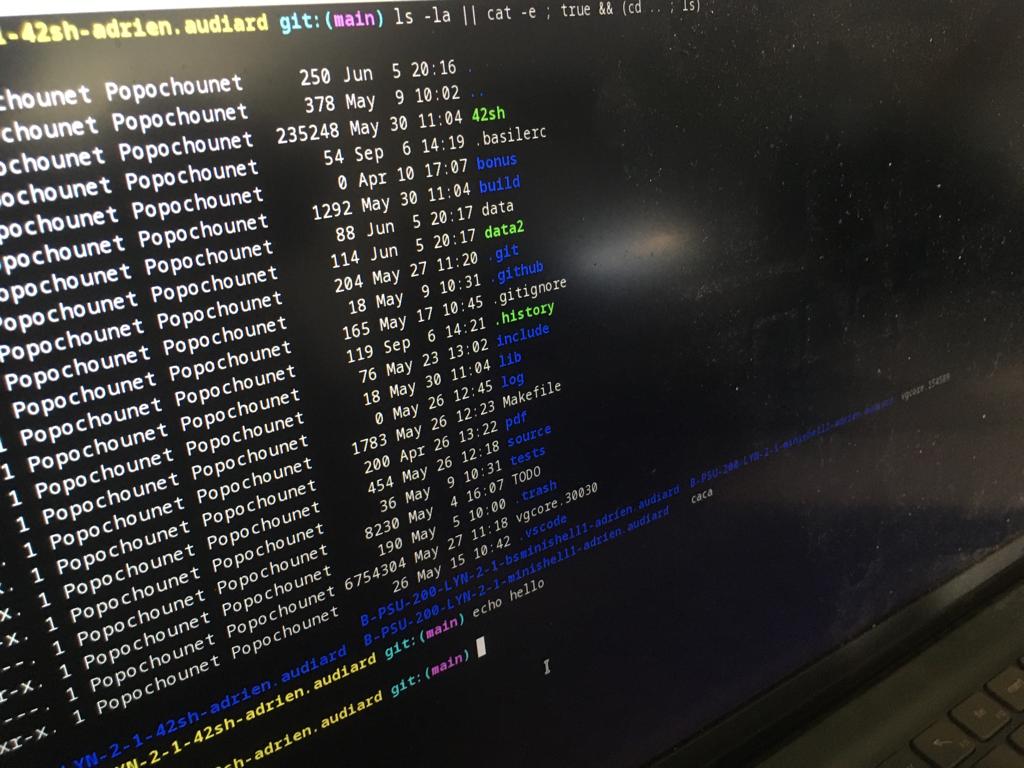 1-42sh-adrien.audiard git:(main) ls -la || cat -e ; true && (cd .. ; ls)
chounet Popochounet 250 Jun 5 20:16 .
chounet Popochounet 378 May 9 10:02 ..
ochounet Popochounet 235248 May 30 11:04 42sh
pochounet Popochounet 54 Sep 6 14:19 .basilerc
opochounet Popochounet 0 Apr 10 17:07 bonus
Popochounet Popochounet 1292 May 30 11:04 build
Popochounet Popochounet 88 Jun 5 20:17 data
Popochounet Popochounet 114 Jun 5 20:17 data2
Popochounet Popochounet 204 May 27 11:20 .git
Popochounet Popochounet 18 May 9 10:31 .github
1 Popochounet Popochounet 165 May 17 10:45 .gitignore
1 Popochounet Popochounet 119 Sep 6 14:21 .history
1 Popochounet Popochounet 76 May 23 13:02 include
1 Popochounet Popochounet 18 May 30 11:04 lib
1 Popochounet Popochounet 0 May 26 12:45 log
1 Popochounet Popochounet 1783 May 26 12:23 Makefile
1 Popochounet Popochounet 200 Apr 26 13:22 pdf
1 Popochounet Popochounet 454 May 26 12:18 source
x. 1 Popochounet Popochounet 36 May 9 10:31 tests
--. 1 Popochounet Popochounet 8230 May 4 16:07 TODO
r-x. 1 Popochounet Popochounet 190 May 5 10:00 .trash
---. 1 Popochounet Popochounet 6754304 May 27 11:18 vgcore.30030
xr-x. 1 Popochounet Popochounet 26 May 15 10:42 .vscode
B-PSU-200-LYN-2-1-bsminishell1-adrien.audiard B-PSU-200-LYN-2-1-minishell2-adrien.audiard
LYN-2-1-42sh-adrien.audiard B-PSU-200-LYN-2-1-minishell1-adrien.audiard caca
YN-2-1-42sh-adrien.audiard git:(main) echo hello
sh-adrien.audiard git:(main)